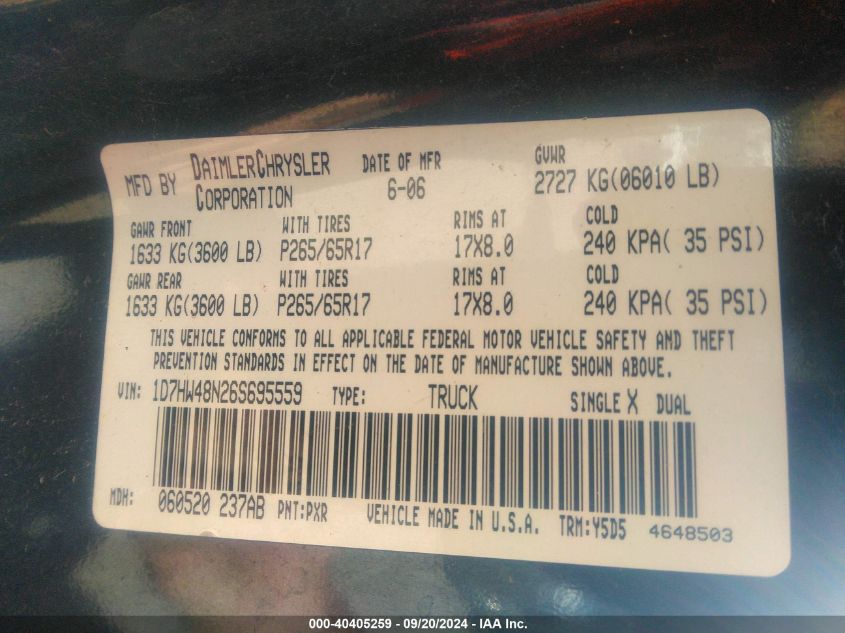 MFD BY DAIMLERCHRYSLER CORPORATION DATE OF MFR 6-06 GVWR 2727 KG(06010 LB)
GAWR FRONT WITH TIRES RIMS AT COLD
1633 KG(3600 LB) P265/65R17 17X8.0 240 KPA( 35 PSI)
GAWR REAR WITH TIRES RIMS AT COLD
1633 KG(3600 LB) P265/65R17 17X8.0 240 KPA( 35 PSI)
THIS VEHICLE CONFORMS TO ALL APPLICABLE FEDERAL MOTOR VEHICLE SAFETY AND THEFT
PREVENTION STANDARDS IN EFFECT ON THE DATE OF MANUFACTURE SHOWN ABOVE.
VIN: 1D7HW48N26S695559 TYPE: TRUCK SINGLE X DUAL
MDH: 060520 237AB PNT:PXR VEHICLE MADE IN U.S.A. TRM:Y5D5 4648503
000-40405259 - 09/20/2024 - IAA Inc.